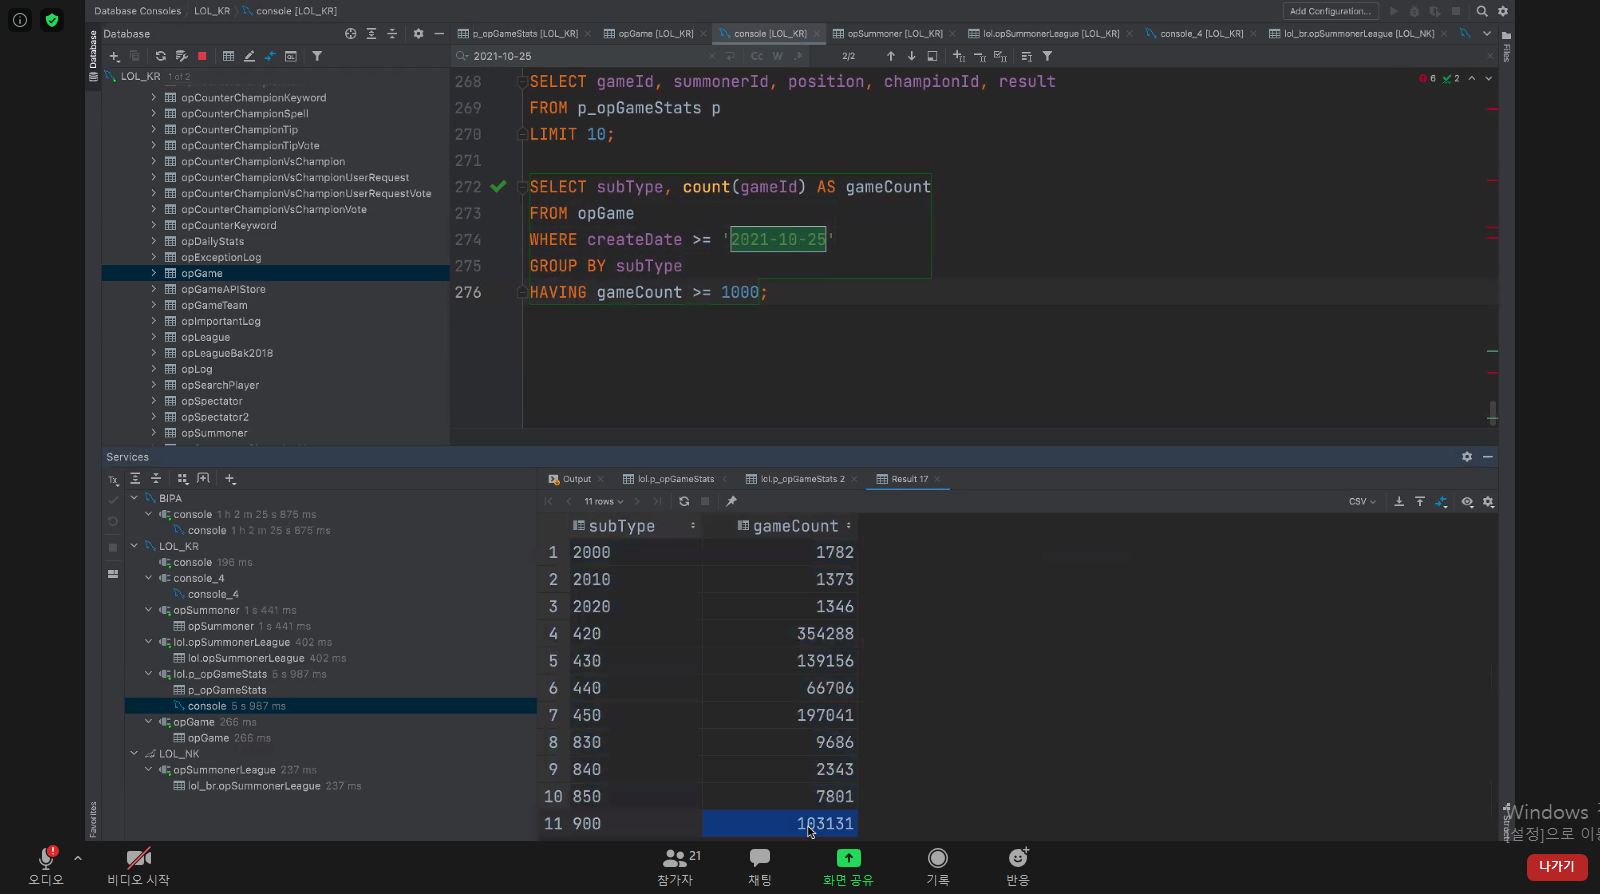 Database Consoles LOL_KR console [LOL_KR]
Add Configuration...
Database
p_opGameStats [LOL_KR]
opGame [LOL_KR]
console [LOL_KR]
opSummoner [LOL_KR]
lol.opSummonerLeague [LOL_KR]
console_4 [LOL_KR]
lol_br.opSummonerLeague [LOL_NK]
Database
Files
2021-10-25
Cc W .*
2/2
LOL_KR 1 of 2
opCounterChampionKeyword
opCounterChampionSpell
opCounterChampionTip
opCounterChampionTipVote
opCounterChampionVsChampion
opCounterChampionVsChampionUserRequest
opCounterChampionVsChampionUserRequestVote
opCounterChampionVsChampionVote
opCounterKeyword
opDailyStats
opExceptionLog
opGame
opGameAPIStore
opGameTeam
opImportantLog
opLeague
opLeagueBak2018
opLog
opSearchPlayer
opSpectator
opSpectator2
opSummoner
6 2
268 SELECT gameId, summonerId, position, championId, result
269 FROM p_opGameStats p
270 LIMIT 10;
271
272 SELECT subType, count(gameId) AS gameCount
273 FROM opGame
274 WHERE createDate >= '2021-10-25'
275 GROUP BY subType
276 HAVING gameCount >= 1000;
Services
Tx
BIPA
console 1 h 2 m 25 s 875 ms
console 1 h 2 m 25 s 875 ms
LOL_KR
console 196 ms
console_4
console_4
opSummoner 1 s 441 ms
opSummoner 1 s 441 ms
lol.opSummonerLeague 402 ms
lol.opSummonerLeague 402 ms
lol.p_opGameStats 5 s 987 ms
p_opGameStats
console 5 s 987 ms
opGame 266 ms
opGame 266 ms
LOL_NK
opSummonerLeague 237 ms
lol_br.opSummonerLeague 237 ms
Favorites
Output
lol.p_opGameStats
lol.p_opGameStats 2
Result 17
11 rows
CSV
subType gameCount
1 2000 1782
2 2010 1373
3 2020 1346
4 420 354288
5 430 139156
6 440 66706
7 450 197041
8 830 9686
9 840 2343
10 850 7801
11 900 103131
Windows
설정]으로 이동
오디오
비디오 시작
21
참가자
채팅
화면 공유
기록
반응
나가기